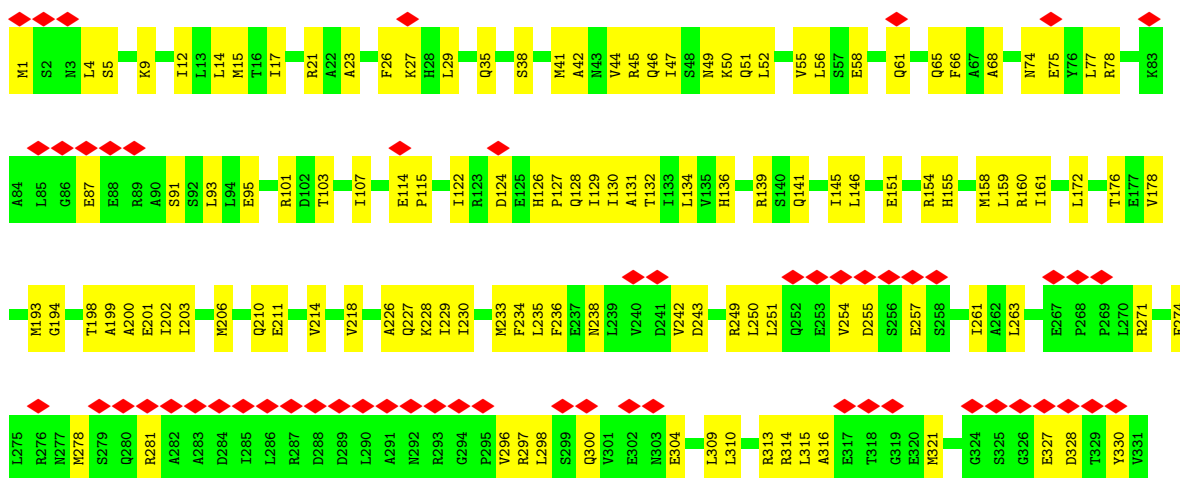 M1 S2 N3 L4 S5 K9 I12 L13 L14 M15 T16 I17 R21 A22 A23 F26 K27 H28 L29 Q35 S38 M41 A42 N43 V44 R45 Q46 I47 S48 N49 K50 Q51 L52 V55 L56 S57 E58 Q61 Q65 F66 A67 A68 N74 E75 Y76 L77 R78 K83
A84 L85 G86 E87 E88 R89 A90 S91 S92 L93 L94 E95 R101 D102 T103 I107 E114 P115 I122 R123 D124 E125 H126 P127 Q128 I129 I130 A131 T132 I133 L134 V135 H136 R139 S140 Q141 I145 L146 E151 R154 H155 M158 L159 R160 I161 L172 T176 E177 V178
M193 G194 T198 A199 A200 E201 I202 I203 M206 Q210 E211 V214 V218 A226 Q227 K228 I229 I230 M233 F234 L235 F236 E237 N238 L239 V240 D241 V242 D243 R249 L250 L251 Q252 E253 V254 D255 S256 E257 S258 I261 A262 L263 E267 P268 P269 L270 R271
L275 R276 N277 M278 S279 Q280 R281 A282 A283 D284 I285 L286 R287 D288 D289 L290 A291 N292 R293 G294 P295 V296 R297 L298 S299 Q300 V301 E302 N303 E304 L309 L310 R313 R314 L315 A316 E317 T318 G319 E320 M321 G324 S325 G326 E327 D328 T329 Y330 V331